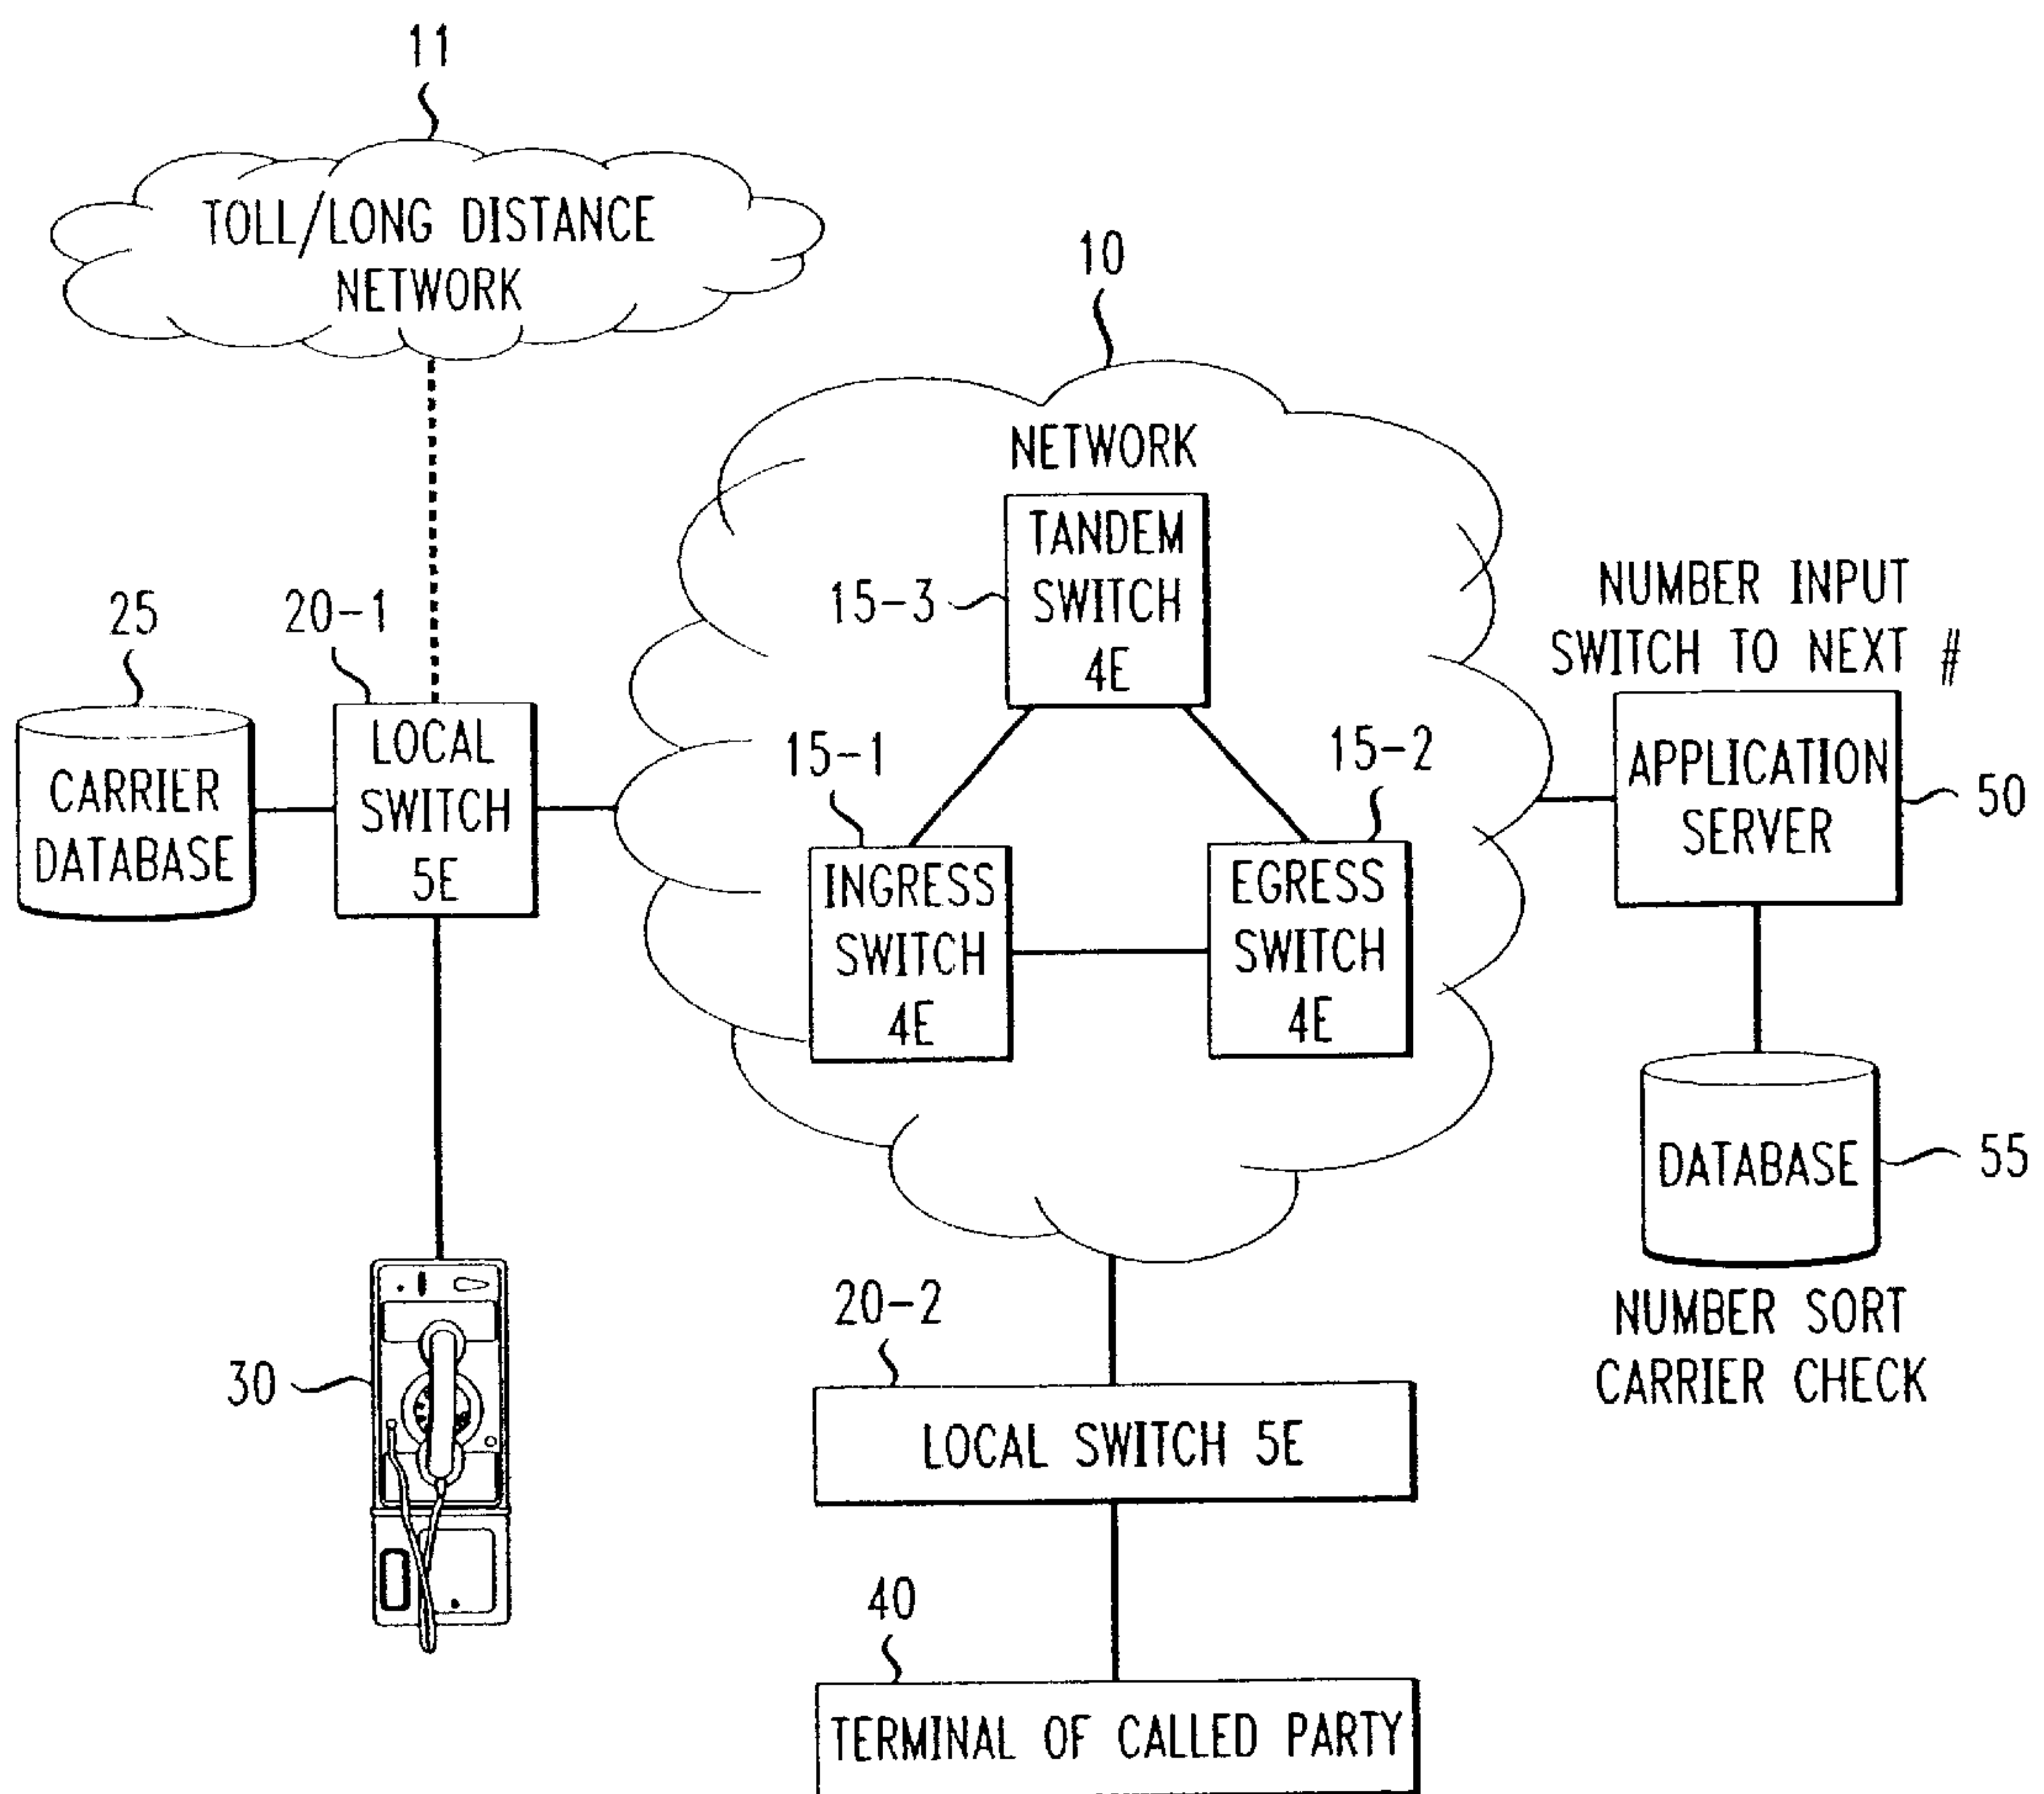 11
TOLL/LONG DISTANCE
NETWORK
10
NETWORK
TANDEM
SWITCH
4E
15-3
NUMBER INPUT
SWITCH TO NEXT #
25
20-1
CARRIER
DATABASE
LOCAL
SWITCH
5E
15-1
15-2
INGRESS
SWITCH
4E
EGRESS
SWITCH
4E
APPLICATION
SERVER
50
DATABASE
55
NUMBER SORT
CARRIER CHECK
30
20-2
LOCAL SWITCH 5E
40
TERMINAL OF CALLED PARTY